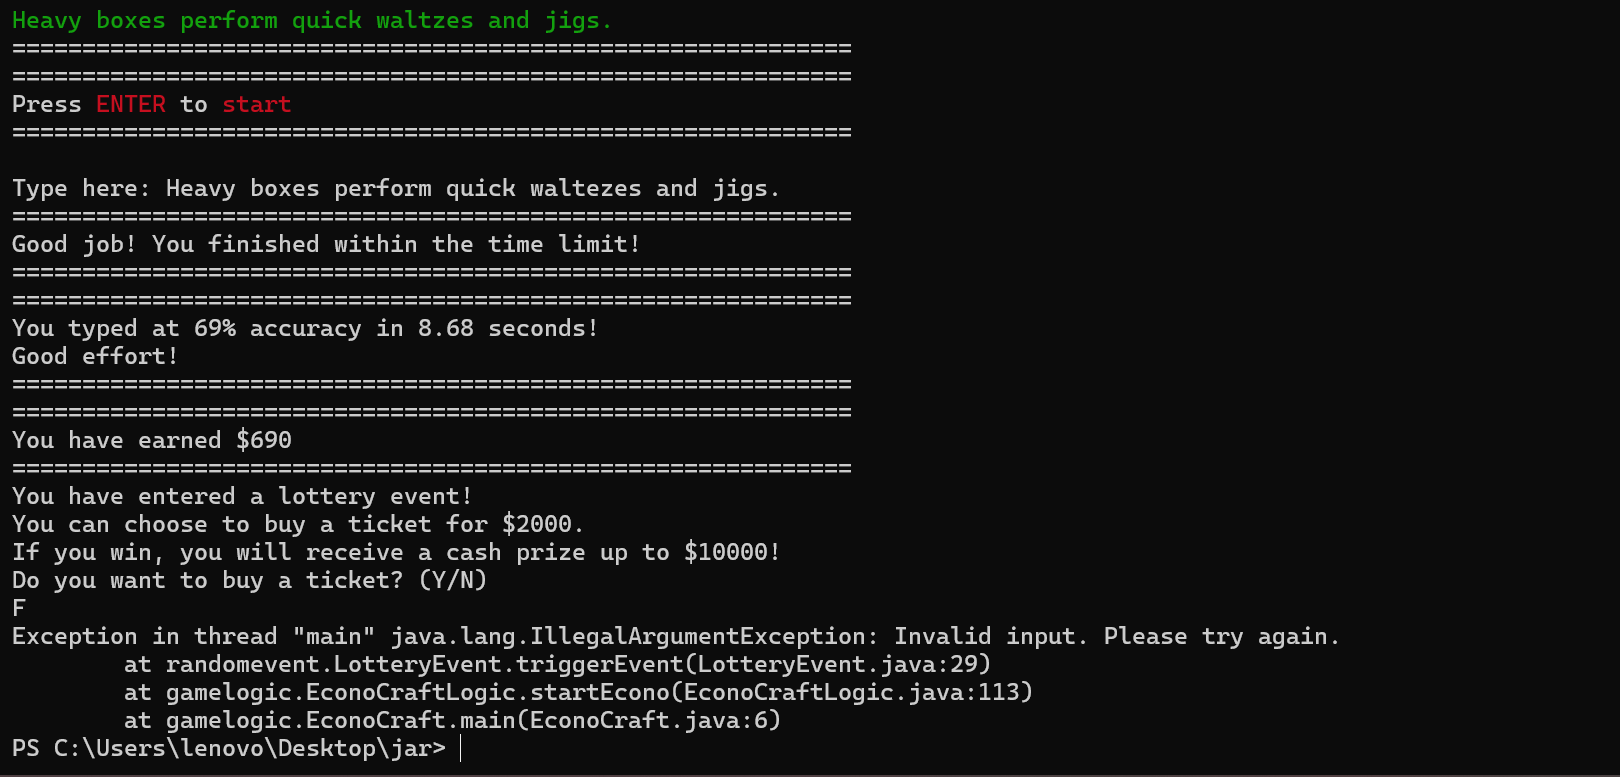 Heavy boxes perform quick waltzes and jigs.
============================================================
============================================================
Press ENTER to start
============================================================
Type here: Heavy boxes perform quick waltezes and jigs.
============================================================
Good job! You finished within the time limit!
============================================================
============================================================
You typed at 69% accuracy in 8.68 seconds!
Good effort!
============================================================
============================================================
You have earned $690
============================================================
You have entered a lottery event!
You can choose to buy a ticket for $2000.
If you win, you will receive a cash prize up to $10000!
Do you want to buy a ticket? (Y/N)
F
Exception in thread "main" java.lang.IllegalArgumentException: Invalid input. Please try again.
        at randomevent.LotteryEvent.triggerEvent(LotteryEvent.java:29)
        at gamelogic.EconoCraftLogic.startEcono(EconoCraftLogic.java:113)
        at gamelogic.EconoCraft.main(EconoCraft.java:6)
PS C:\Users\lenovo\Desktop\jar>